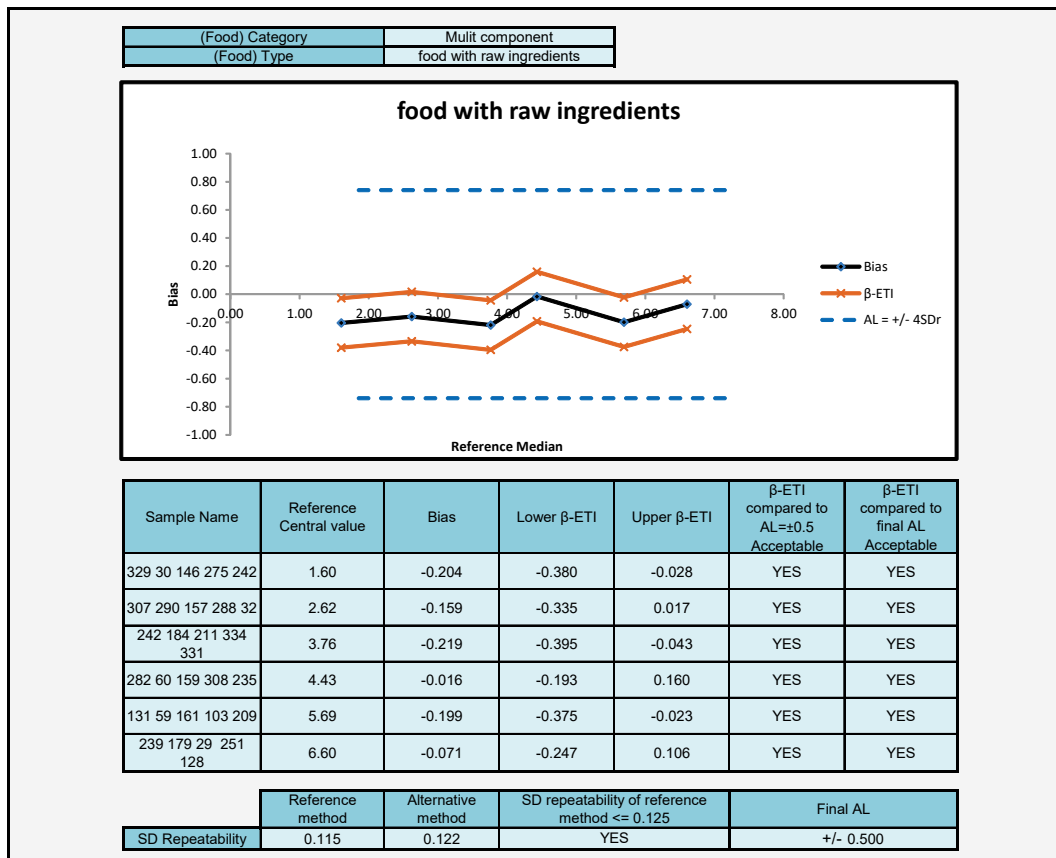 (Food) Category Mulit component
(Food) Type food with raw ingredients
food with raw ingredients
1.00
0.80
0.60
0.40
0.20
0.00
-0.20
-0.40
-0.60
-0.80
-1.00
0.00 1.00 2.00 3.00 4.00 5.00 6.00 7.00 8.00
Bias
Reference Median
Bias
β-ETI
AL = +/- 4SDr
Sample Name Reference Central value Bias Lower β-ETI Upper β-ETI β-ETI compared to AL=±0.5 Acceptable β-ETI compared to final AL Acceptable
329 30 146 275 242 1.60 -0.204 -0.380 -0.028 YES YES
307 290 157 288 32 2.62 -0.159 -0.335 0.017 YES YES
242 184 211 334 331 3.76 -0.219 -0.395 -0.043 YES YES
282 60 159 308 235 4.43 -0.016 -0.193 0.160 YES YES
131 59 161 103 209 5.69 -0.199 -0.375 -0.023 YES YES
239 179 29 251 128 6.60 -0.071 -0.247 0.106 YES YES
Reference method Alternative method SD repeatability of reference method <= 0.125 Final AL
SD Repeatability 0.115 0.122 YES +/- 0.500